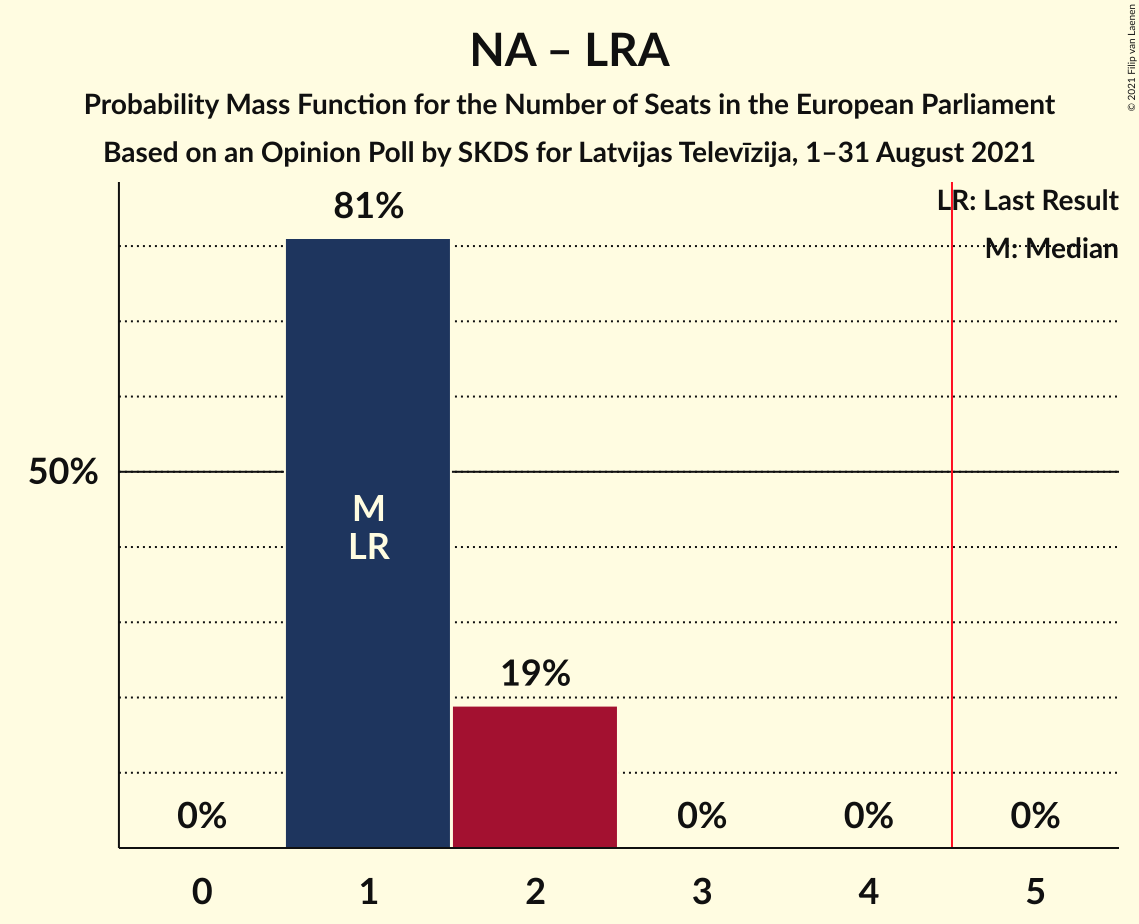 NA – LRA
Probability Mass Function for the Number of Seats in the European Parliament
Based on an Opinion Poll by SKDS for Latvijas Televīzija, 1–31 August 2021
© 2021 Filip van Laenen
LR: Last Result
M: Median
81%
50%
M
LR
19%
0%
0%
0%
0%
0
1
2
3
4
5